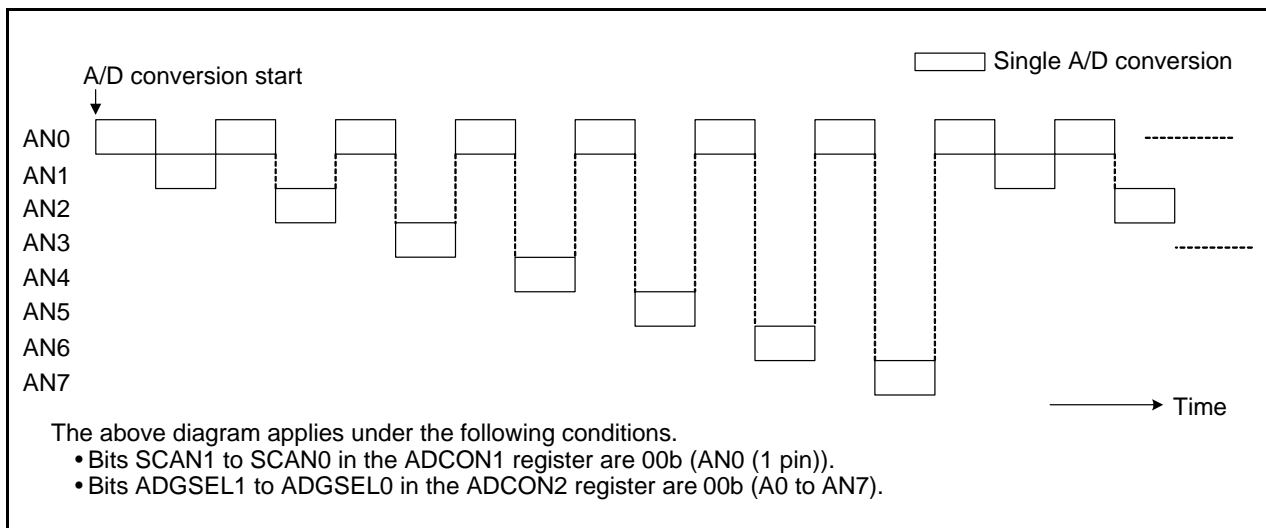 A/D conversion start
Single A/D conversion
AN0
AN1
AN2
AN3
AN4
AN5
AN6
AN7
Time
The above diagram applies under the following conditions.
• Bits SCAN1 to SCAN0 in the ADCON1 register are 00b (AN0 (1 pin)).
• Bits ADGSEL1 to ADGSEL0 in the ADCON2 register are 00b (A0 to AN7).